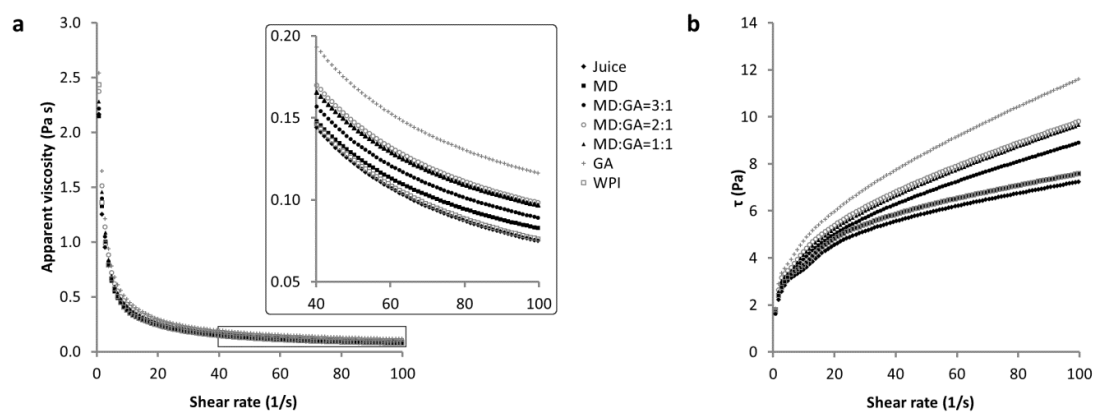 a
3.0
2.5
2.0
1.5
1.0
0.5
0.0
0
20
40
60
80
100
Apparent viscosity (Pa s)
Shear rate (1/s)
0.20
0.15
0.10
0.05
40
60
80
100
Juice
MD
MD:GA=3:1
MD:GA=2:1
MD:GA=1:1
GA
WPI
b
14
12
10
8
6
4
2
0
0
20
40
60
80
100
τ (Pa)
Shear rate (1/s)